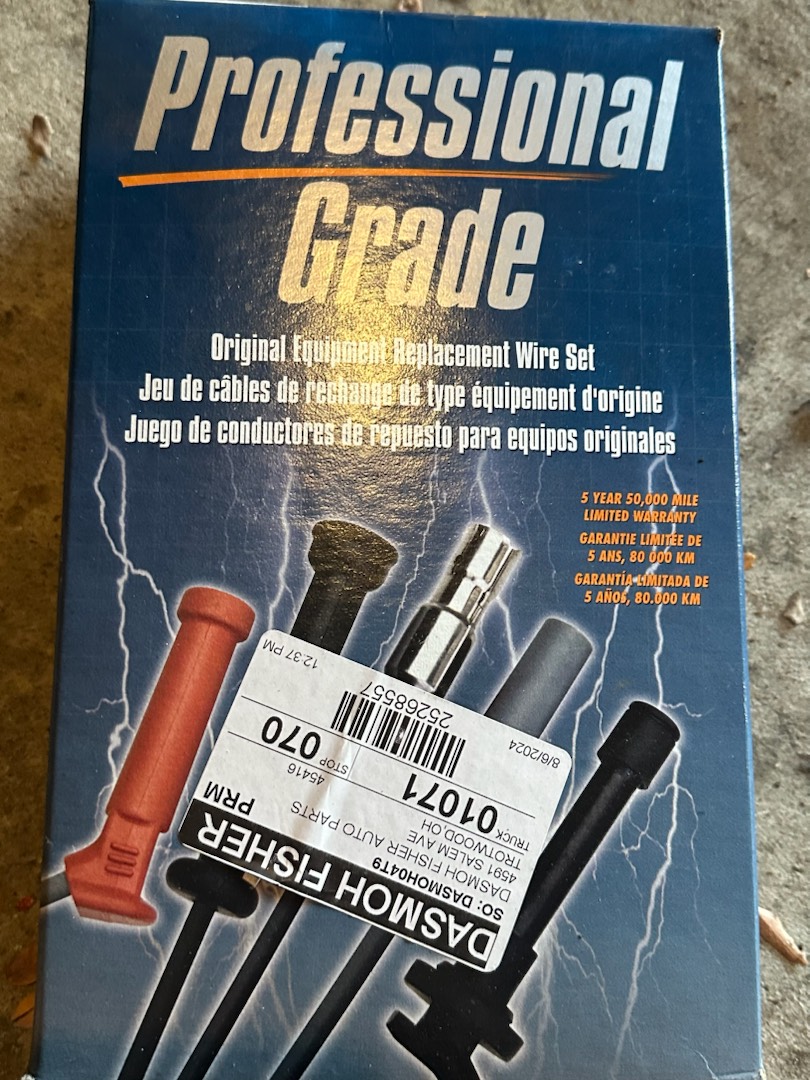 Professional
Grade
Original Equipment Replacement Wire Set
Jeu de câbles de rechange de type équipement d'origine
Juego de conductores de repuesto para equipos originales
5 YEAR 50,000 MILE
LIMITED WARRANTY
GARANTIE LIMITÉE DE
5 ANS, 80 000 KM
GARANTÍA LIMITADA DE
5 AÑOS, 80.000 KM
DASMOH FISHER
SO: DASMOH04T9 PRM
DASMOH FISHER AUTO PARTS
4591 SALEM AVE
TROTWOOD,OH 45416
TRUCK 01071 STOP 070
25268557
8/6/2024 12:37 PM